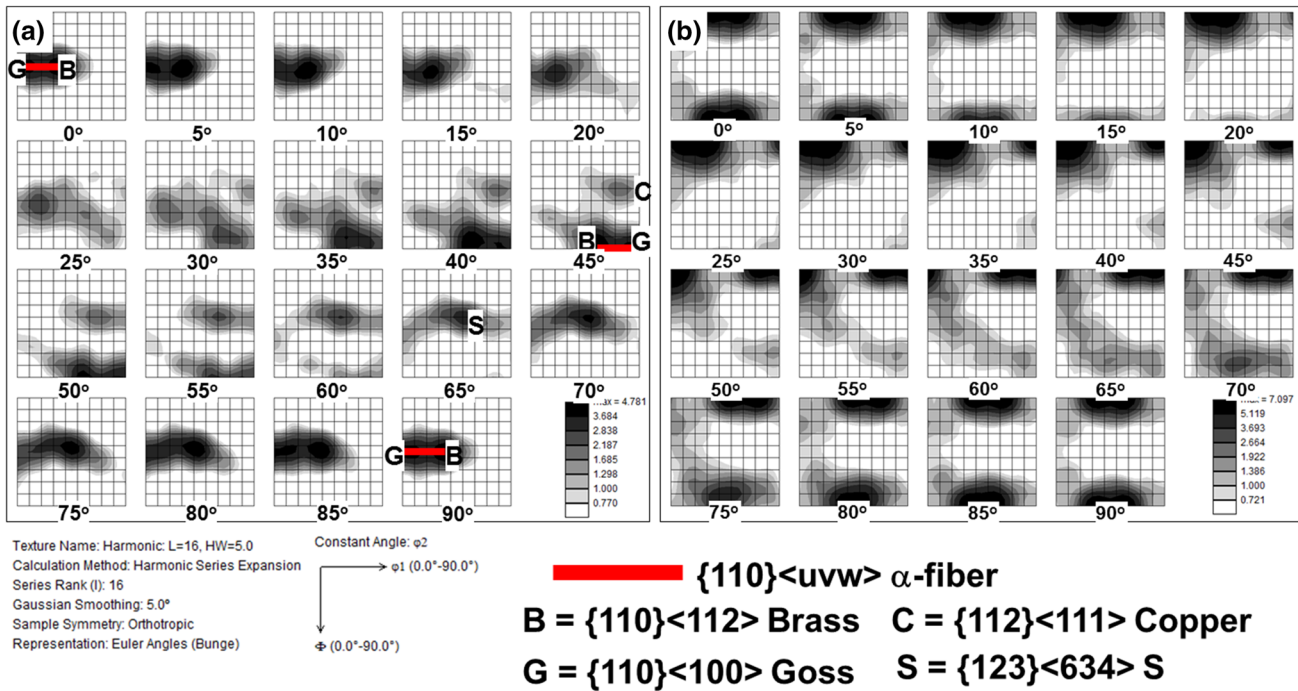 (a)
G B
0° 5° 10° 15° 20°
C
B G
25° 30° 35° 40° 45°
S
50° 55° 60° 65° 70°
max = 4.781
3.684
2.838
2.187
1.685
1.298
1.000
0.770
G B
75° 80° 85° 90°
(b)
0° 5° 10° 15° 20°
25° 30° 35° 40° 45°
50° 55° 60° 65° 70°
max = 7.097
5.119
3.693
2.664
1.922
1.386
1.000
0.721
75° 80° 85° 90°
Texture Name: Harmonic: L=16, HW=5.0
Calculation Method: Harmonic Series Expansion
Series Rank (l): 16
Gaussian Smoothing: 5.0°
Sample Symmetry: Orthotropic
Representation: Euler Angles (Bunge)
Constant Angle: φ2
φ1 (0.0°-90.0°)
Φ (0.0°-90.0°)
{110}<uvw> α-fiber
B = {110}<112> Brass C = {112}<111> Copper
G = {110}<100> Goss S = {123}<634> S